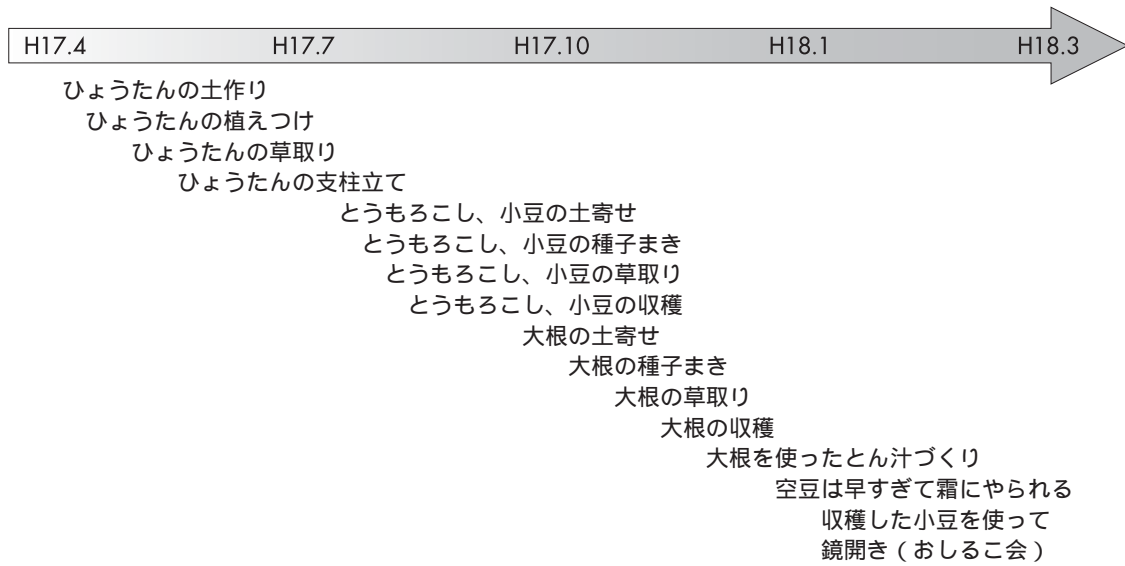 H17.4 H17.7 H17.10 H18.1 H18.3
ひょうたんの土作り
ひょうたんの植えつけ
ひょうたんの草取り
ひょうたんの支柱立て
とうもろこし、小豆の土寄せ
とうもろこし、小豆の種子まき
とうもろこし、小豆の草取り
とうもろこし、小豆の収穫
大根の土寄せ
大根の種子まき
大根の草取り
大根の収穫
大根を使ったとん汁づくり
空豆は早すぎて霜にやられる
収穫した小豆を使って
鏡開き（おしるこ会）